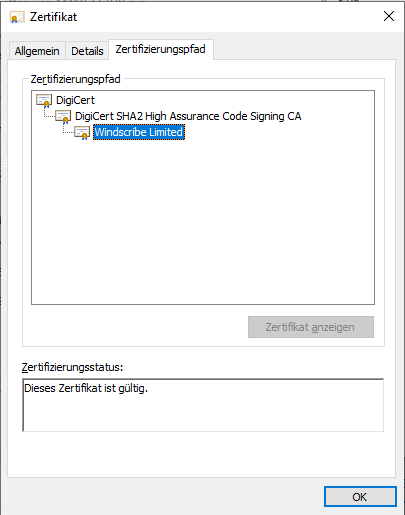 Zertifikat
Allgemein Details Zertifizierungspfad
Zertifizierungspfad
DigiCert
DigiCert SHA2 High Assurance Code Signing CA
Windscribe Limited
Zertifikat anzeigen
Zertifizierungsstatus:
Dieses Zertifikat ist gültig.
OK